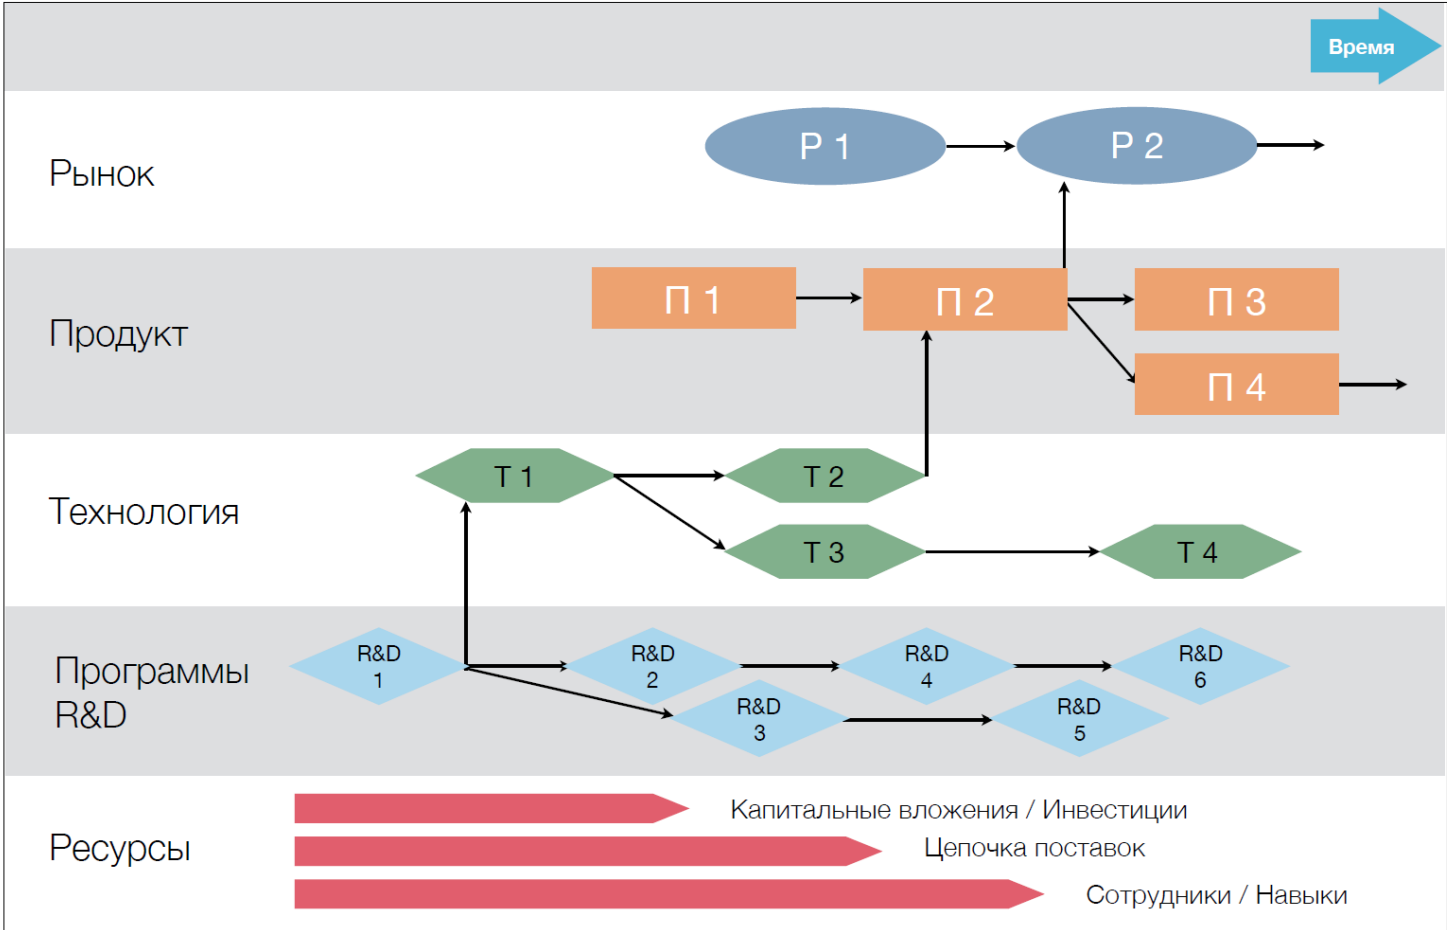 Время
Рынок
Р 1
Р 2
Продукт
П 1
П 2
П 3
П 4
Технология
Т 1
Т 2
Т 3
Т 4
Программы
R&D
R&D
1
R&D
2
R&D
3
R&D
4
R&D
5
R&D
6
Ресурсы
Капитальные вложения / Инвестиции
Цепочка поставок
Сотрудники / Навыки